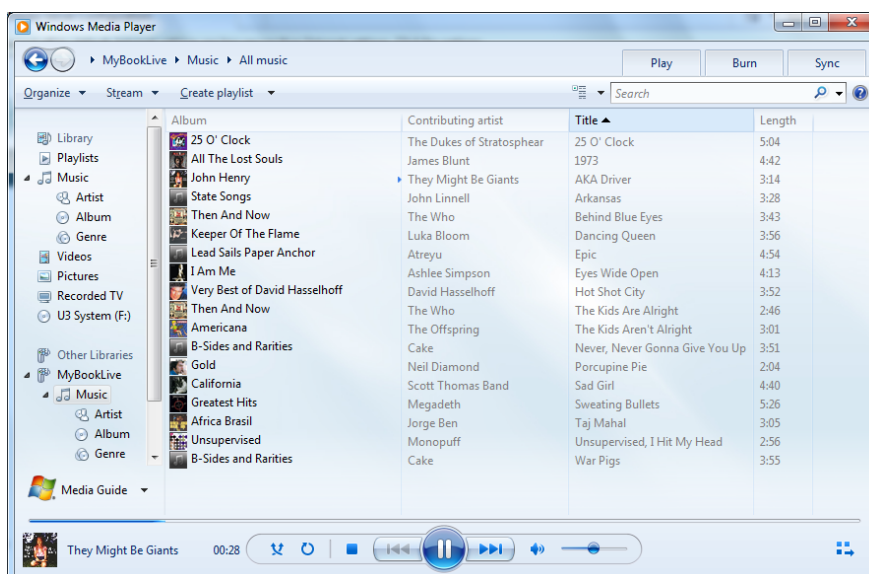 Windows Media Player
MyBookLive Music All music
Play Burn Sync
Organize Stream Create playlist Search
Library
Playlists
Music
Artist
Album
Genre
Videos
Pictures
Recorded TV
U3 System (F:)
Other Libraries
MyBookLive
Music
Artist
Album
Genre
Media Guide
Album Contributing artist Title Length
25 O' Clock The Dukes of Stratosphear 25 O' Clock 5:04
All The Lost Souls James Blunt 1973 4:42
John Henry They Might Be Giants AKA Driver 3:14
State Songs John Linnell Arkansas 3:28
Then And Now The Who Behind Blue Eyes 3:43
Keeper Of The Flame Luka Bloom Dancing Queen 3:56
Lead Sails Paper Anchor Atreyu Epic 4:54
I Am Me Ashlee Simpson Eyes Wide Open 4:13
Very Best of David Hasselhoff David Hasselhoff Hot Shot City 3:52
Then And Now The Who The Kids Are Alright 2:46
Americana The Offspring The Kids Aren't Alright 3:01
B-Sides and Rarities Cake Never, Never Gonna Give You Up 3:51
Gold Neil Diamond Porcupine Pie 2:04
California Scott Thomas Band Sad Girl 4:40
Greatest Hits Megadeth Sweating Bullets 5:26
Africa Brasil Jorge Ben Taj Mahal 3:05
Unsupervised Monopuff Unsupervised, I Hit My Head 2:56
B-Sides and Rarities Cake War Pigs 3:55
They Might Be Giants 00:28